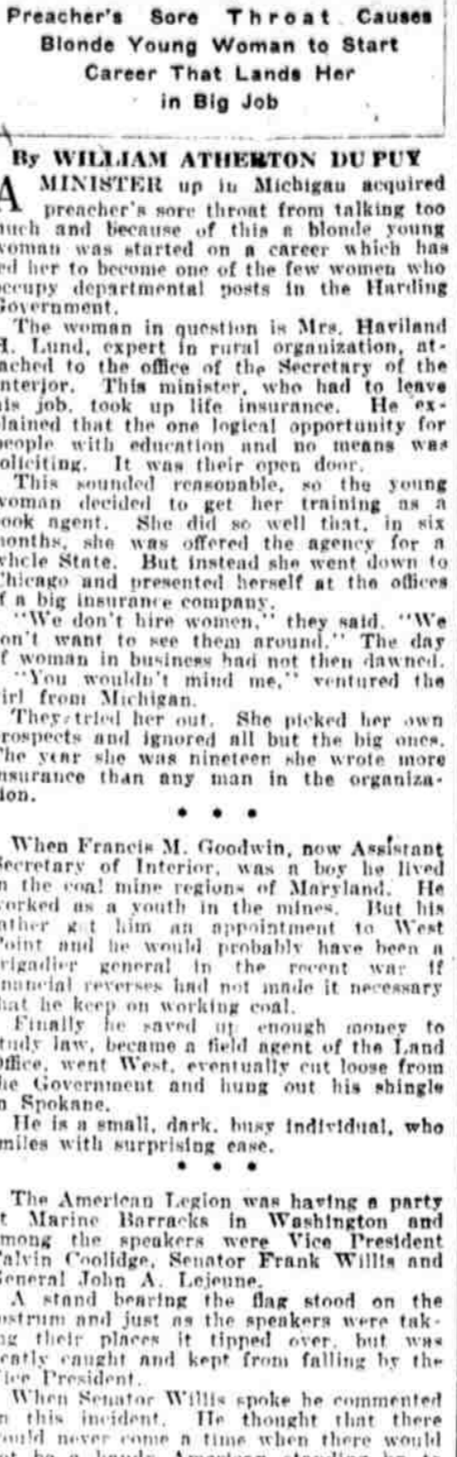 Preacher's Sore Throat Causes
Blonde Young Woman to Start
Career That Lands Her
in Big Job
By WILLIAM ATHERTON DU PUY
A MINISTER up in Michigan acquired
preacher's sore throat from talking too
much and because of this a blonde young
woman was started on a career which has
ed her to become one of the few women who
occupy departmental posts in the Harding
Government.
The woman in question is Mrs. Haviland
H. Lund, expert in rural organization, at-
ached to the office of the Secretary of the
Interior. This minister, who had to leave
his job, took up life insurance. He ex-
plained that the one logical opportunity for
people with education and no means was
soliciting. It was their open door.
This sounded reasonable, so the young
woman decided to get her training as a
book agent. She did so well that, in six
months, she was offered the agency for a
whole State. But instead she went down to
Chicago and presented herself at the offices
of a big insurance company.
"We don't hire women," they said. "We
don't want to see them around." The day
of woman in business had not then dawned.
"You wouldn't mind me," ventured the
girl from Michigan.
They tried her out. She picked her own
prospects and ignored all but the big ones.
The year she was nineteen she wrote more
insurance than any man in the organiza-
tion.
* * *
When Francis M. Goodwin, now Assistant
Secretary of Interior, was a boy he lived
in the coal mine regions of Maryland. He
worked as a youth in the mines. But his
father got him an appointment to West
Point and he would probably have been a
brigadier general in the recent war if
financial reverses had not made it necessary
that he keep on working coal.
Finally he saved up enough money to
study law, became a field agent of the Land
Office, went West, eventually cut loose from
the Government and hung out his shingle
in Spokane.
He is a small, dark, busy individual, who
smiles with surprising ease.
* * *
The American Legion was having a party
at Marine Barracks in Washington and
among the speakers were Vice President
Calvin Coolidge, Senator Frank Willis and
General John A. Lejeune.
A stand bearing the flag stood on the
rostrum and just as the speakers were tak-
ing their places it tipped over, but was
neatly caught and kept from falling by the
Vice President.
When Senator Willis spoke he commented
on this incident. He thought that there
would never come a time when there would
not be a handy American standing by to